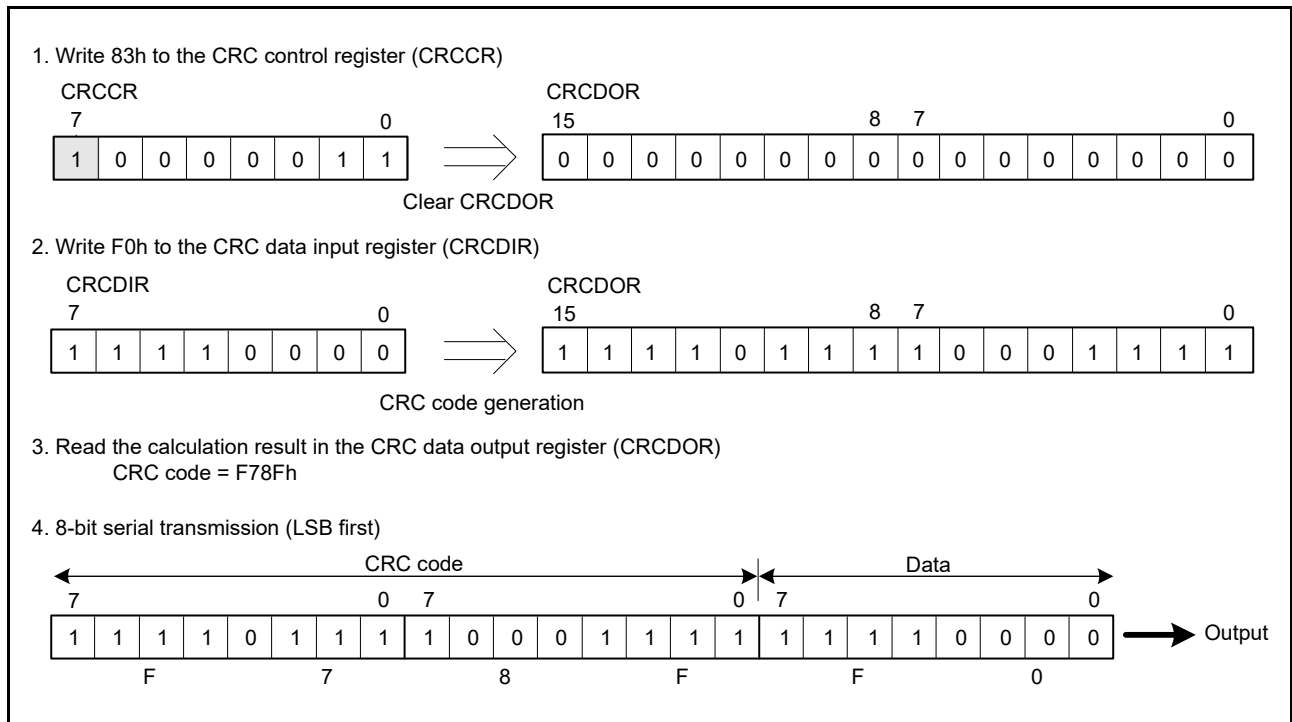 1. Write 83h to the CRC control register (CRCCR)
CRCCR CRCDOR
7 0 15 8 7 0
1 0 0 0 0 0 1 1 0 0 0 0 0 0 0 0 0 0 0 0 0 0 0 0
Clear CRCDOR
2. Write F0h to the CRC data input register (CRCDIR)
CRCDIR CRCDOR
7 0 15 8 7 0
1 1 1 1 0 0 0 0 1 1 1 1 0 1 1 1 1 0 0 0 1 1 1 1
CRC code generation
3. Read the calculation result in the CRC data output register (CRCDOR)
CRC code = F78Fh
4. 8-bit serial transmission (LSB first)
CRC code Data
7 0 7 0 7 0
1 1 1 1 0 1 1 1 1 0 0 0 1 1 1 1 1 1 1 1 0 0 0 0 Output
F 7 8 F F 0